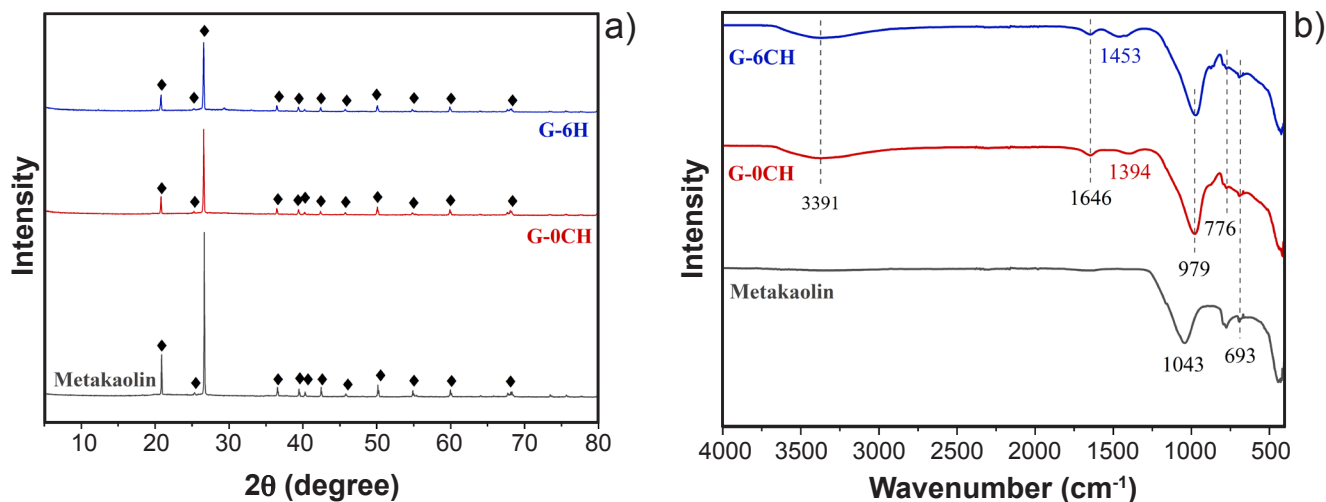 a)
G-6H
G-0CH
Metakaolin
Intensity
10 20 30 40 50 60 70 80
2θ (degree)
b)
G-6CH
1453
G-0CH
1394
3391
1646
776
979
Metakaolin
1043
693
Intensity
4000 3500 3000 2500 2000 1500 1000 500
Wavenumber (cm⁻¹)